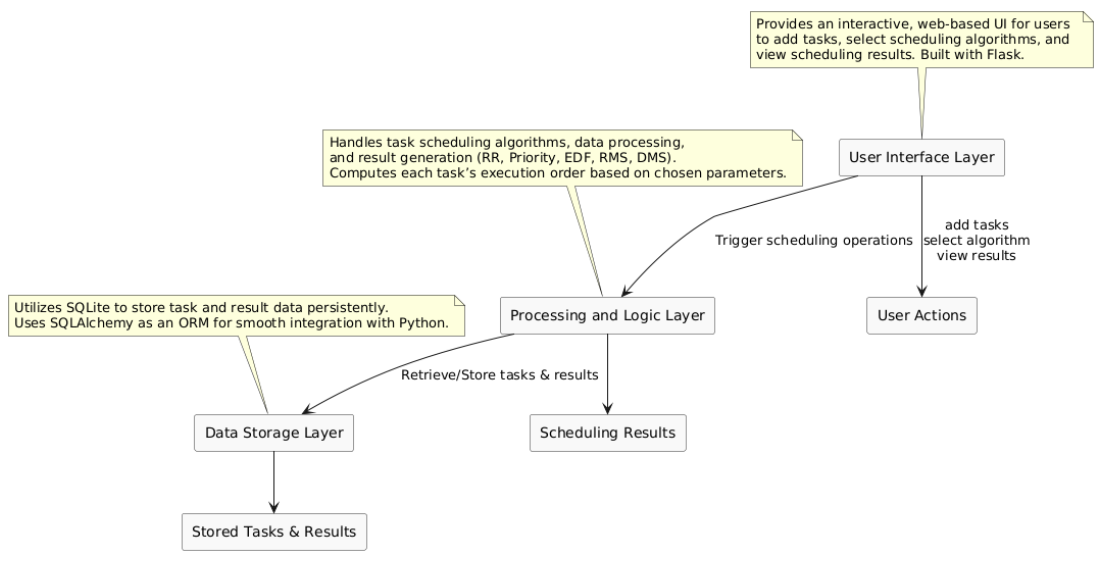 Provides an interactive, web-based UI for users
to add tasks, select scheduling algorithms, and
view scheduling results. Built with Flask.
Handles task scheduling algorithms, data processing,
and result generation (RR, Priority, EDF, RMS, DMS).
Computes each task’s execution order based on chosen parameters.
User Interface Layer
Trigger scheduling operations
add tasks
select algorithm
view results
Utilizes SQLite to store task and result data persistently.
Uses SQLAlchemy as an ORM for smooth integration with Python.
Processing and Logic Layer
User Actions
Retrieve/Store tasks & results
Data Storage Layer
Scheduling Results
Stored Tasks & Results